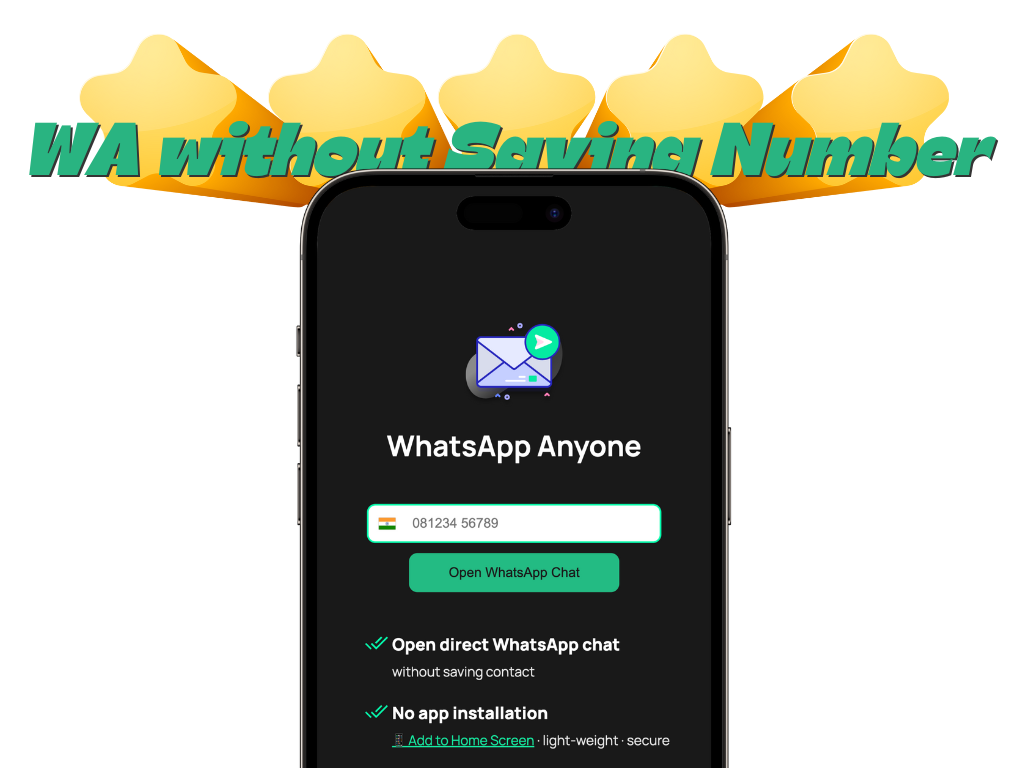 WA without Saving Number
WhatsApp Anyone
081234 56789
Open WhatsApp Chat
Open direct WhatsApp chat
without saving contact
No app installation
Add to Home Screen · light-weight · secure